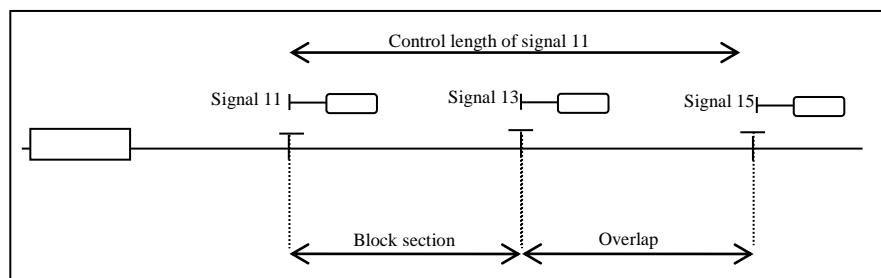 Control length of signal 11
Signal 11
Signal 13
Signal 15
Block section
Overlap